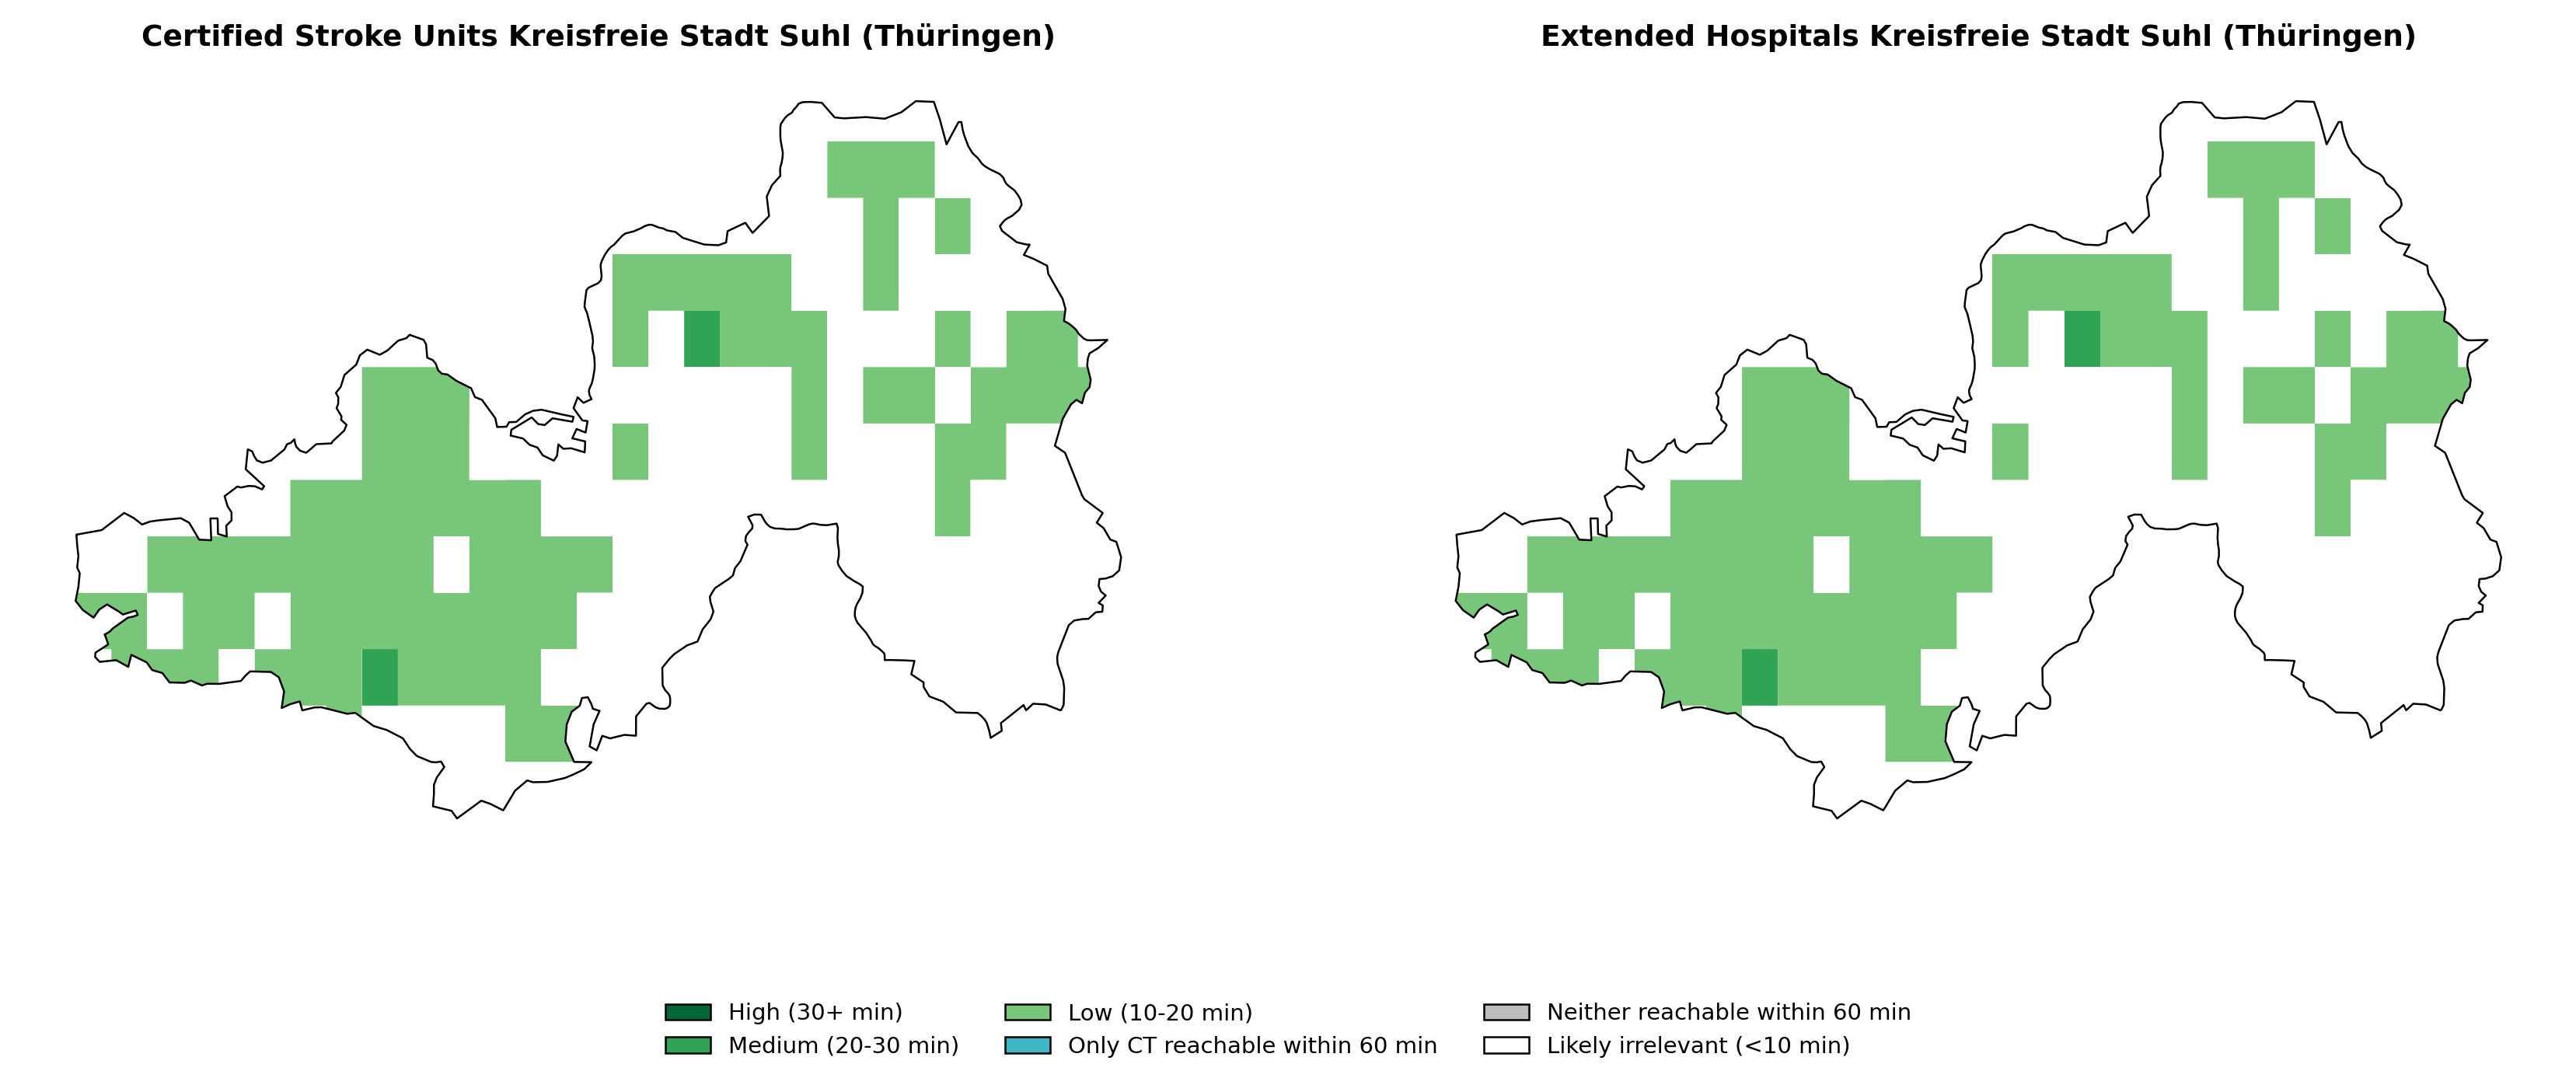 Certified Stroke Units Kreisfreie Stadt Suhl (Thüringen)
Extended Hospitals Kreisfreie Stadt Suhl (Thüringen)
High (30+ min)
Medium (20-30 min)
Low (10-20 min)
Only CT reachable within 60 min
Neither reachable within 60 min
Likely irrelevant (<10 min)